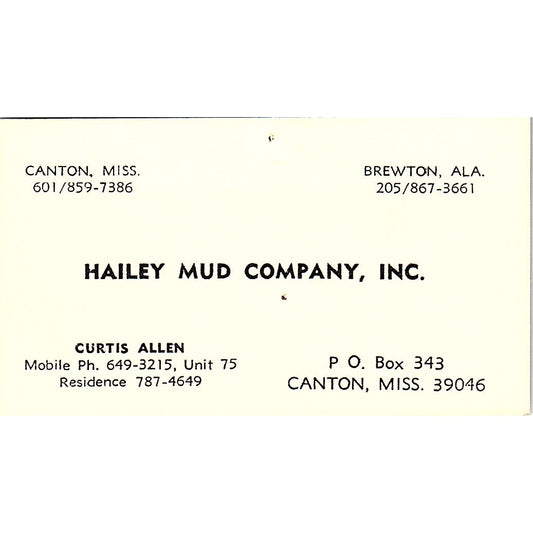 CANTON, MISS.
601/859-7386
BREWTON, ALA.
205/867-3661
HAILEY MUD COMPANY, INC.
CURTIS ALLEN
Mobile Ph. 649-3215, Unit 75
Residence 787-4649
P O. Box 343
CANTON, MISS. 39046